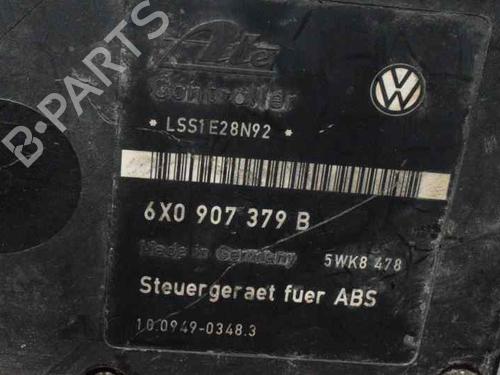 Ate
Controller
* LSS1E28N92 *
6X0 907 379 B
Made in Germany
5WK8 478
Steuergeraet fuer ABS
10.0949-0348.3
B-PARTS